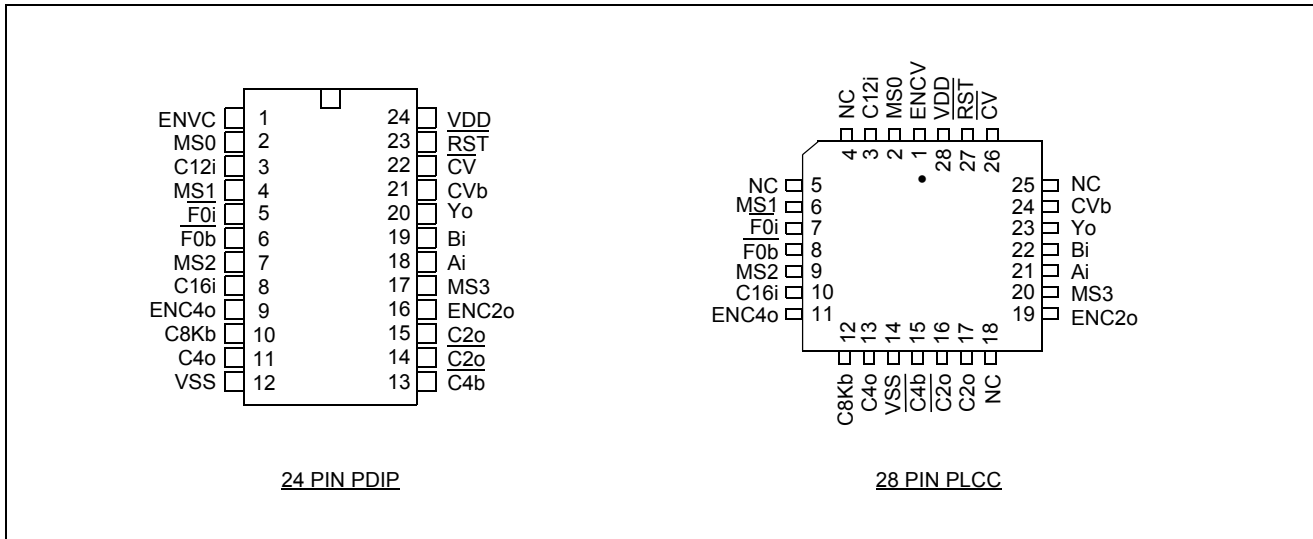 ENVC 1 24 VDD
MS0 2 23 RST
C12i 3 22 CV
MS1 4 21 CVb
F0i 5 20 Yo
F0b 6 19 Bi
MS2 7 18 Ai
C16i 8 17 MS3
ENC4o 9 16 ENC2o
C8Kb 10 15 C2o
C4o 11 14 C2o
VSS 12 13 C4b
24 PIN PDIP
NC C12i MS0 ENCV VDD RST CV
4 3 2 1 28 27 26
NC 5 25 NC
MS1 6 24 CVb
F0i 7 23 Yo
F0b 8 22 Bi
MS2 9 21 Ai
C16i 10 20 MS3
ENC4o 11 19 ENC2o
12 13 14 15 16 17 18
C8Kb C4o VSS C4b C2o C2o NC
28 PIN PLCC